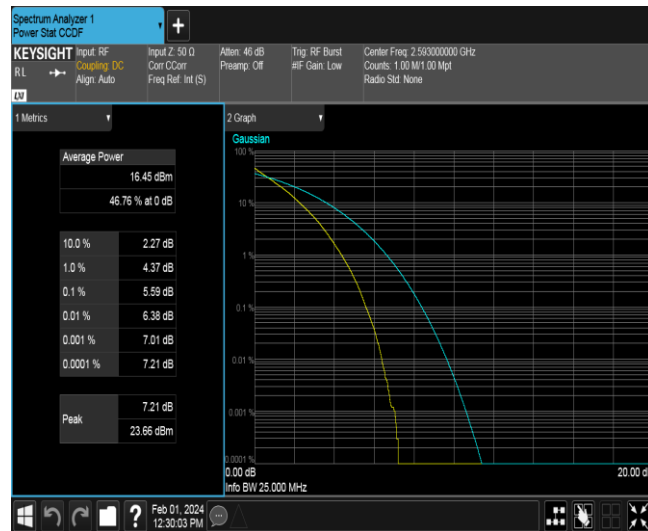 Spectrum Analyzer 1
Power Stat CCDF
+
KEYSIGHT
RL
LXI
Input: RF
Coupling: DC
Align: Auto
Input Z: 50 Ω
Corr CCorr
Freq Ref: Int (S)
Atten: 46 dB
Preamp: Off
Trig: RF Burst
#IF Gain: Low
Center Freq: 2.593000000 GHz
Counts: 1.00 M/1.00 Mpt
Radio Std: None
1 Metrics
Average Power
16.45 dBm
46.76 % at 0 dB
10.0 % 2.27 dB
1.0 % 4.37 dB
0.1 % 5.59 dB
0.01 % 6.38 dB
0.001 % 7.01 dB
0.0001 % 7.21 dB
Peak
7.21 dB
23.66 dBm
2 Graph
Gaussian
100 %
10 %
1 %
0.1 %
0.01 %
0.001 %
0.0001 %
0.00 dB
20.00 d
Info BW 25.000 MHz
?
Feb 01, 2024
12:30:03 PM